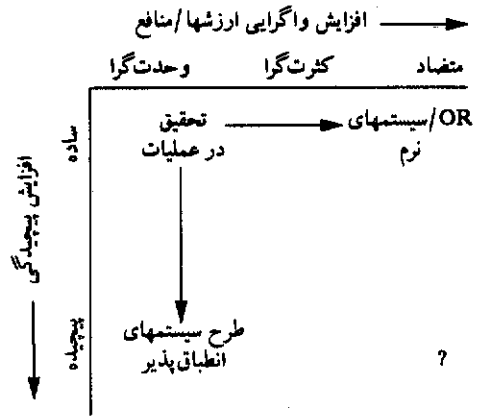 افزایش واگرایی ارزشها/منافع
وحدت‌گرا کثرت‌گرا متضاد
تحقیق
در عملیات
OR/سیستمهای
نرم
ساده
افزایش پیچیدگی
پیچیده
طرح سیستمهای
انطباق‌پذیر
?